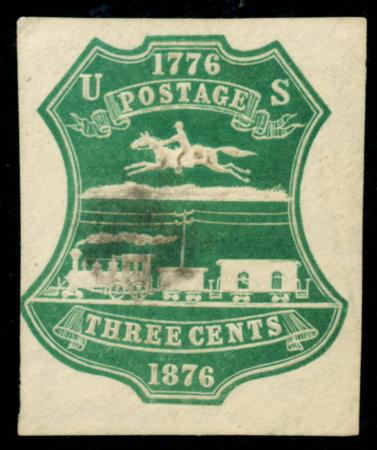 1776
U POSTAGE S
THREE CENTS
1876